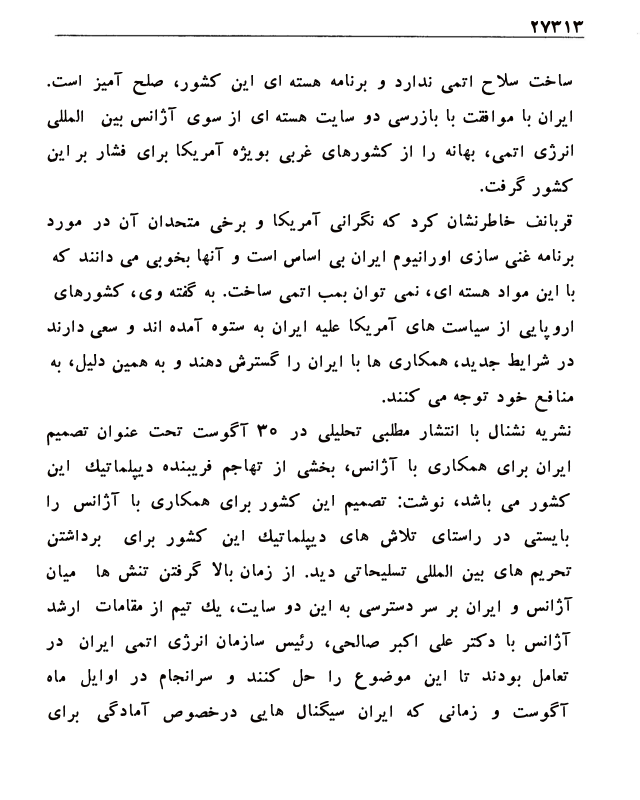 ۲۷۳۱۳
ساخت سلاح اتمی ندارد و برنامه هسته ای این کشور، صلح آمیز است.
ایران با موافقت با بازرسی دو سایت هسته ای از سوی آژانس بین المللی
انرژی اتمی، بهانه را از کشورهای غربی بویژه آمریکا برای فشار بر این
کشور گرفت.
قربانف خاطرنشان کرد که نگرانی آمریکا و برخی متحدان آن در مورد
برنامه غنی سازی اورانیوم ایران بی اساس است و آنها بخوبی می دانند که
با این مواد هسته ای، نمی توان بمب اتمی ساخت. به گفته وی، کشورهای
اروپایی از سیاست های آمریکا علیه ایران به ستوه آمده اند و سعی دارند
در شرایط جدید، همکاری ها با ایران را گسترش دهند و به همین دلیل، به
منافع خود توجه می کنند.
نشریه نشنال با انتشار مطلبی تحلیلی در ۳۰ آگوست تحت عنوان تصمیم
ایران برای همکاری با آژانس، بخشی از تهاجم فریبنده دیپلماتیك این
کشور می باشد، نوشت: تصمیم این کشور برای همکاری با آژانس را
بایستی در راستای تلاش های دیپلماتیك این کشور برای برداشتن
تحریم های بین المللی تسلیحاتی دید. از زمان بالا گرفتن تنش ها میان
آژانس و ایران بر سر دسترسی به این دو سایت، یك تیم از مقامات ارشد
آژانس با دکتر علی اکبر صالحی، رئیس سازمان انرژی اتمی ایران در
تعامل بودند تا این موضوع را حل کنند و سرانجام در اوایل ماه
آگوست و زمانی که ایران سیگنال هایی درخصوص آمادگی برای